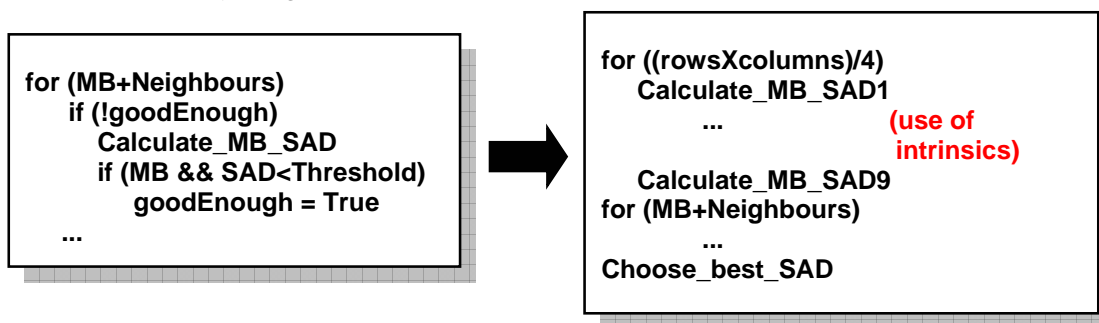 for (MB+Neighbours)
if (!goodEnough)
Calculate_MB_SAD
if (MB && SAD<Threshold)
goodEnough = True
...
for ((rowsXcolumns)/4)
Calculate_MB_SAD1
... (use of
intrinsics)
Calculate_MB_SAD9
for (MB+Neighbours)
...
Choose_best_SAD